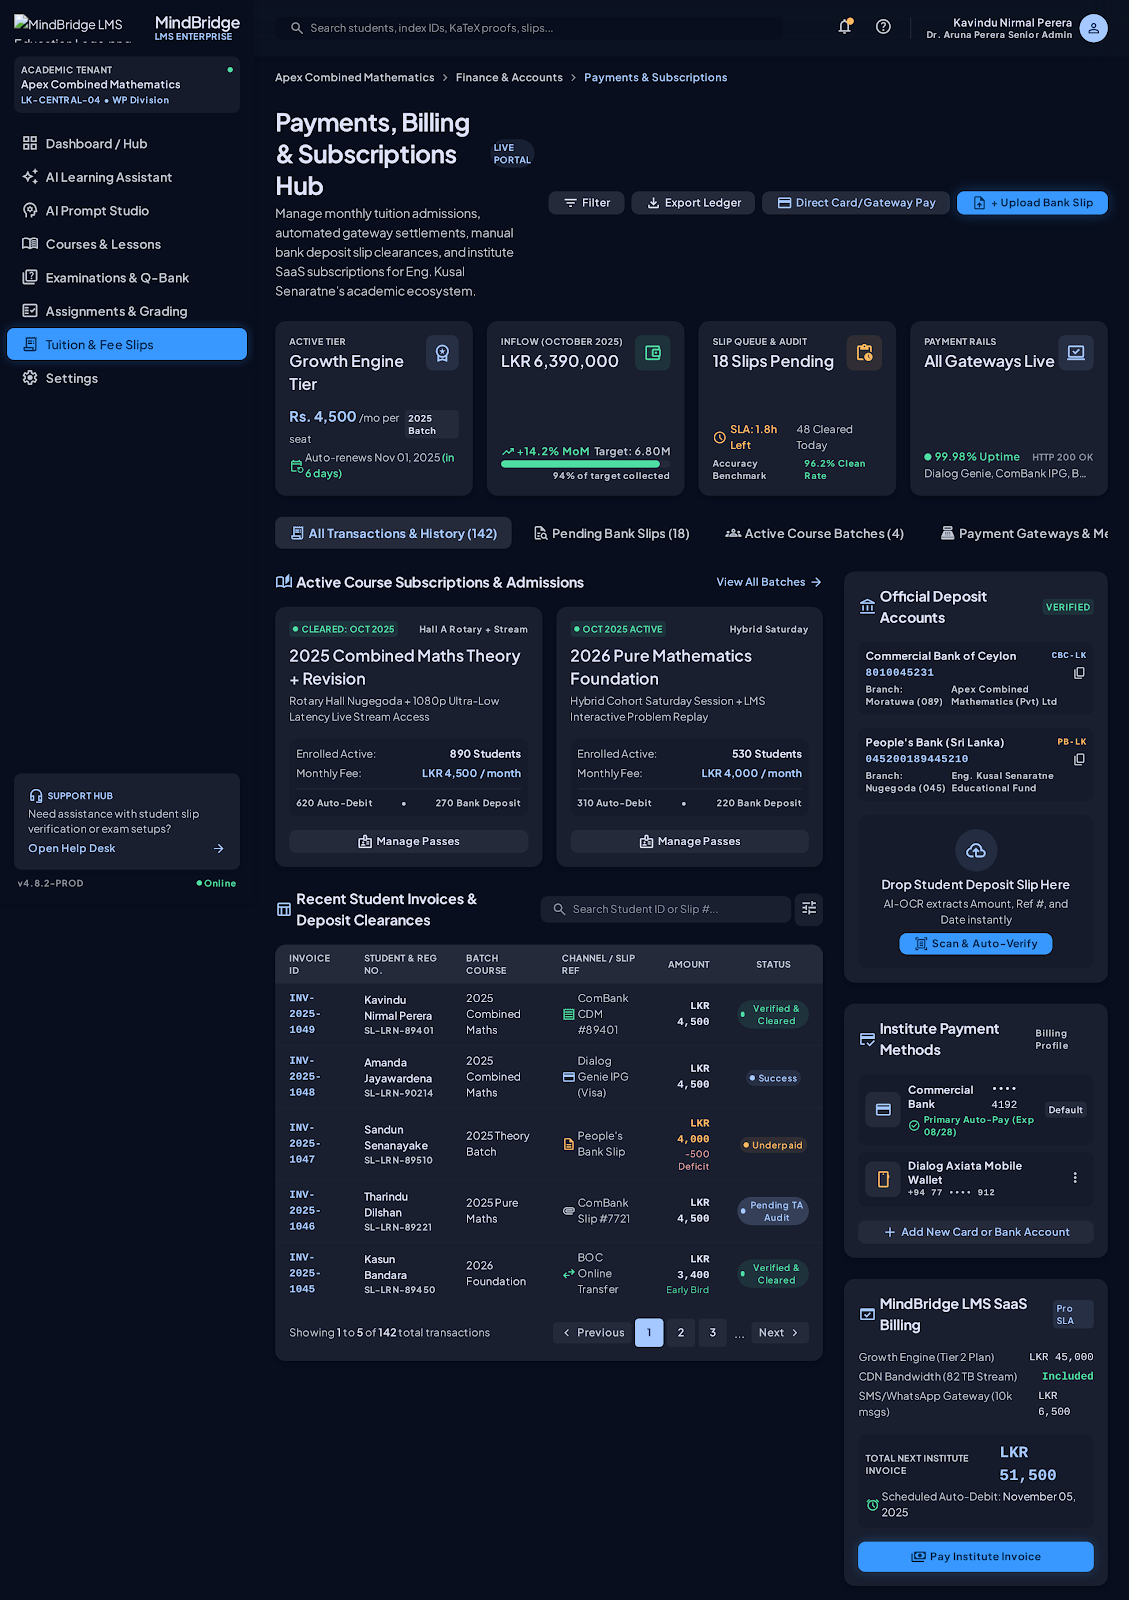 MindBridge LMS
Education Logo.png
MindBridge
LMS ENTERPRISE
Search students, index IDs, KaTeX proofs, slips...
Kavindu Nirmal Perera
Dr. Aruna Perera Senior Admin
ACADEMIC TENANT
Apex Combined Mathematics
LK-CENTRAL-04 • WP Division
Dashboard / Hub
AI Learning Assistant
AI Prompt Studio
Courses & Lessons
Examinations & Q-Bank
Assignments & Grading
Tuition & Fee Slips
Settings
SUPPORT HUB
Need assistance with student slip
verification or exam setups?
Open Help Desk
v4.8.2-PROD
Online
Apex Combined Mathematics
Finance & Accounts
Payments & Subscriptions
Payments, Billing
& Subscriptions
Hub
LIVE
PORTAL
Manage monthly tuition admissions,
automated gateway settlements, manual
bank deposit slip clearances, and institute
SaaS subscriptions for Eng. Kusal
Senaratne's academic ecosystem.
Filter
Export Ledger
Direct Card/Gateway Pay
+ Upload Bank Slip
ACTIVE TIER
Growth Engine
Tier
Rs. 4,500 /mo per
seat
2025
Batch
Auto-renews Nov 01, 2025 (in
6 days)
INFLOW (OCTOBER 2025)
LKR 6,390,000
+14.2% MoM
Target: 6.80M
94% of target collected
SLIP QUEUE & AUDIT
18 Slips Pending
SLA: 1.8h
Left
48 Cleared
Today
Accuracy
Benchmark
96.2% Clean
Rate
PAYMENT RAILS
All Gateways Live
99.98% Uptime
HTTP 200 OK
Dialog Genie, ComBank IPG, B...
All Transactions & History (142)
Pending Bank Slips (18)
Active Course Batches (4)
Payment Gateways & Me
Active Course Subscriptions & Admissions
View All Batches
CLEARED: OCT 2025
Hall A Rotary + Stream
2025 Combined Maths Theory
+ Revision
Rotary Hall Nugegoda + 1080p Ultra-Low
Latency Live Stream Access
Enrolled Active:
890 Students
Monthly Fee:
LKR 4,500 / month
620 Auto-Debit
•
270 Bank Deposit
Manage Passes
OCT 2025 ACTIVE
Hybrid Saturday
2026 Pure Mathematics
Foundation
Hybrid Cohort Saturday Session + LMS
Interactive Problem Replay
Enrolled Active:
530 Students
Monthly Fee:
LKR 4,000 / month
310 Auto-Debit
•
220 Bank Deposit
Manage Passes
Recent Student Invoices &
Deposit Clearances
Search Student ID or Slip #...
INVOICE
ID
STUDENT & REG
NO.
BATCH
COURSE
CHANNEL / SLIP
REF
AMOUNT
STATUS
INV-
2025-
1049
Kavindu
Nirmal Perera
SL-LRN-89401
2025
Combined
Maths
ComBank
CDM
#89401
LKR
4,500
Verified &
Cleared
INV-
2025-
1048
Amanda
Jayawardena
SL-LRN-90214
2025
Combined
Maths
Dialog
Genie IPG
(Visa)
LKR
4,500
Success
INV-
2025-
1047
Sandun
Senanayake
SL-LRN-89510
2025 Theory
Batch
People's
Bank Slip
LKR
4,000
-500
Deficit
Underpaid
INV-
2025-
1046
Tharindu
Dilshan
SL-LRN-89221
2025 Pure
Maths
ComBank
Slip #7721
LKR
4,500
Pending TA
Audit
INV-
2025-
1045
Kasun
Bandara
SL-LRN-89450
2026
Foundation
BOC
Online
Transfer
LKR
3,400
Early Bird
Verified &
Cleared
Showing 1 to 5 of 142 total transactions
Previous
1
2
3
...
Next
Official Deposit
Accounts
VERIFIED
Commercial Bank of Ceylon
CBC-LK
8010045231
Branch:
Moratuwa (089)
Apex Combined
Mathematics (Pvt) Ltd
People's Bank (Sri Lanka)
PB-LK
045200189445210
Branch:
Nugegoda (045)
Eng. Kusal Senaratne
Educational Fund
Drop Student Deposit Slip Here
AI-OCR extracts Amount, Ref #, and
Date instantly
Scan & Auto-Verify
Institute Payment
Methods
Billing
Profile
Commercial
Bank
••••
4192
Primary Auto-Pay (Exp
08/28)
Default
Dialog Axiata Mobile
Wallet
+94 77 •••• 912
Add New Card or Bank Account
MindBridge LMS SaaS
Billing
Pro
SLA
Growth Engine (Tier 2 Plan)
LKR 45,000
CDN Bandwidth (82 TB Stream)
Included
SMS/WhatsApp Gateway (10k
msgs)
LKR
6,500
TOTAL NEXT INSTITUTE
INVOICE
LKR
51,500
Scheduled Auto-Debit: November 05,
2025
Pay Institute Invoice